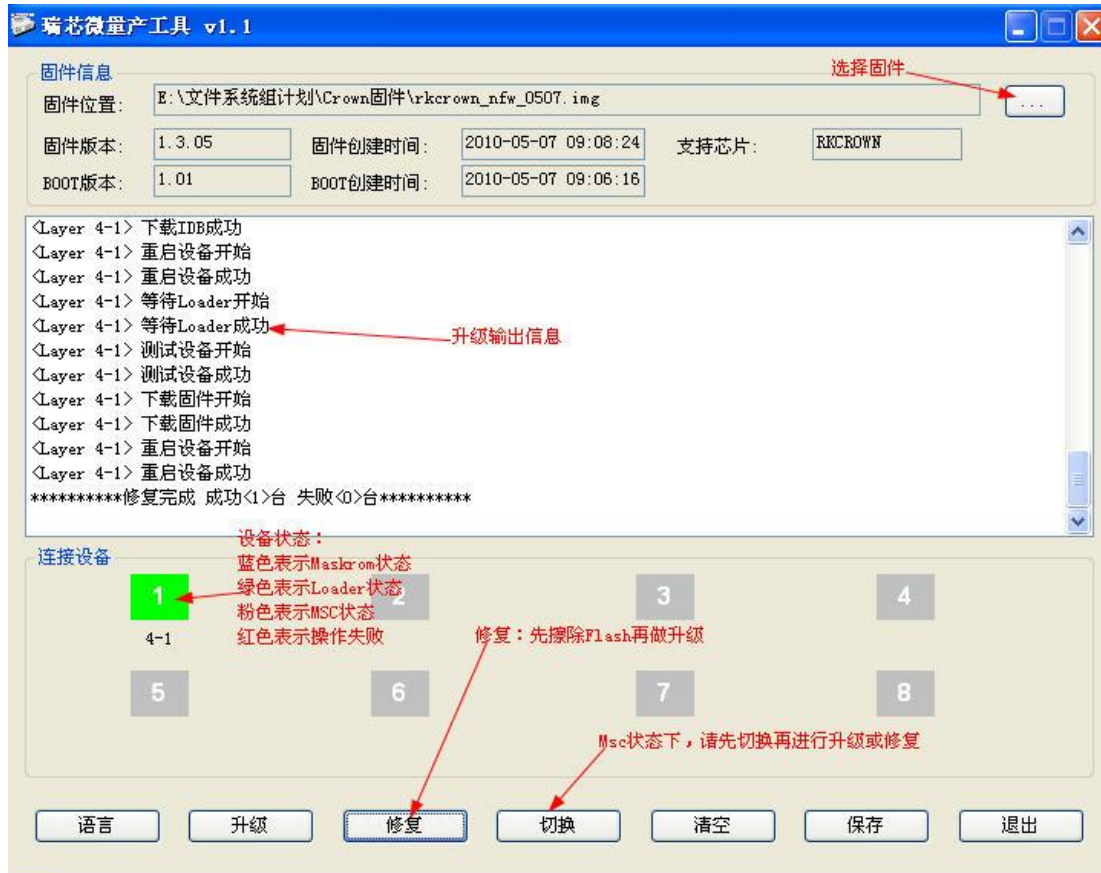 瑞芯微量产工具 v1.1
固件信息
选择固件
固件位置: E:\文件系统组计划\Crown固件\rkcrown_nfw_0507.img ...
固件版本: 1.3.05 固件创建时间: 2010-05-07 09:08:24 支持芯片: RKCROWN
BOOT版本: 1.01 BOOT创建时间: 2010-05-07 09:06:16
<Layer 4-1> 下载IDB成功
<Layer 4-1> 重启设备开始
<Layer 4-1> 重启设备成功
<Layer 4-1> 等待Loader开始
<Layer 4-1> 等待Loader成功
升级输出信息
<Layer 4-1> 测试设备开始
<Layer 4-1> 测试设备成功
<Layer 4-1> 下载固件开始
<Layer 4-1> 下载固件成功
<Layer 4-1> 重启设备开始
<Layer 4-1> 重启设备成功
**********修复完成 成功<1>台 失败<0>台**********
连接设备
设备状态：
蓝色表示Maskrom状态
绿色表示Loader状态
粉色表示MSC状态
红色表示操作失败
1 2 3 4
4-1
修复：先擦除Flash再做升级
5 6 7 8
Msc状态下，请先切换再进行升级或修复
语言 升级 修复 切换 清空 保存 退出